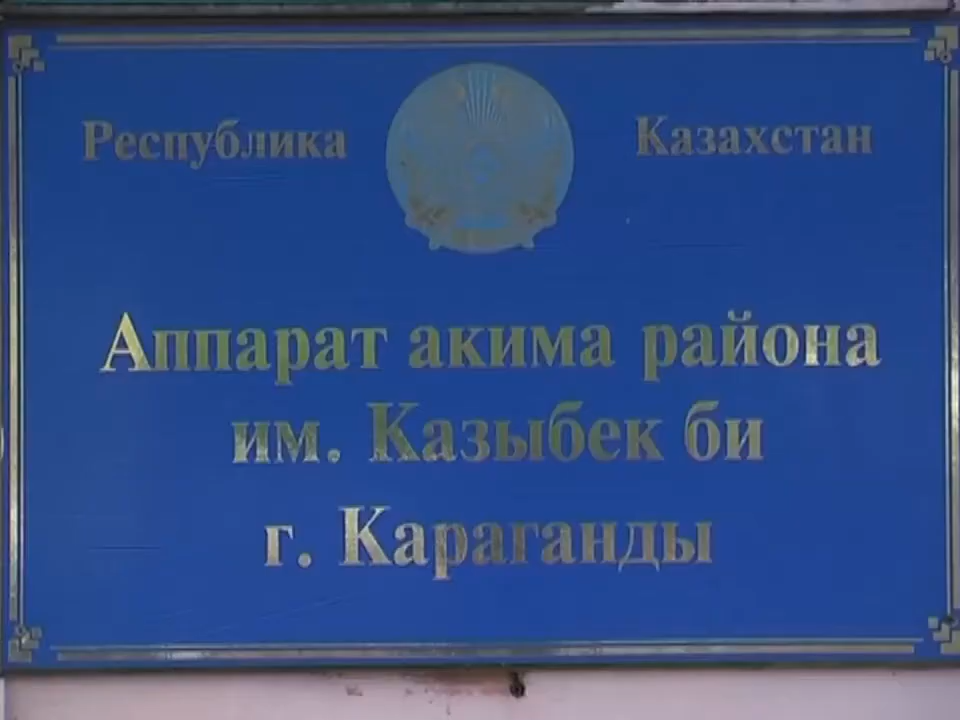 Республика Казахстан
Аппарат акима района
им. Казыбек би
г. Караганды